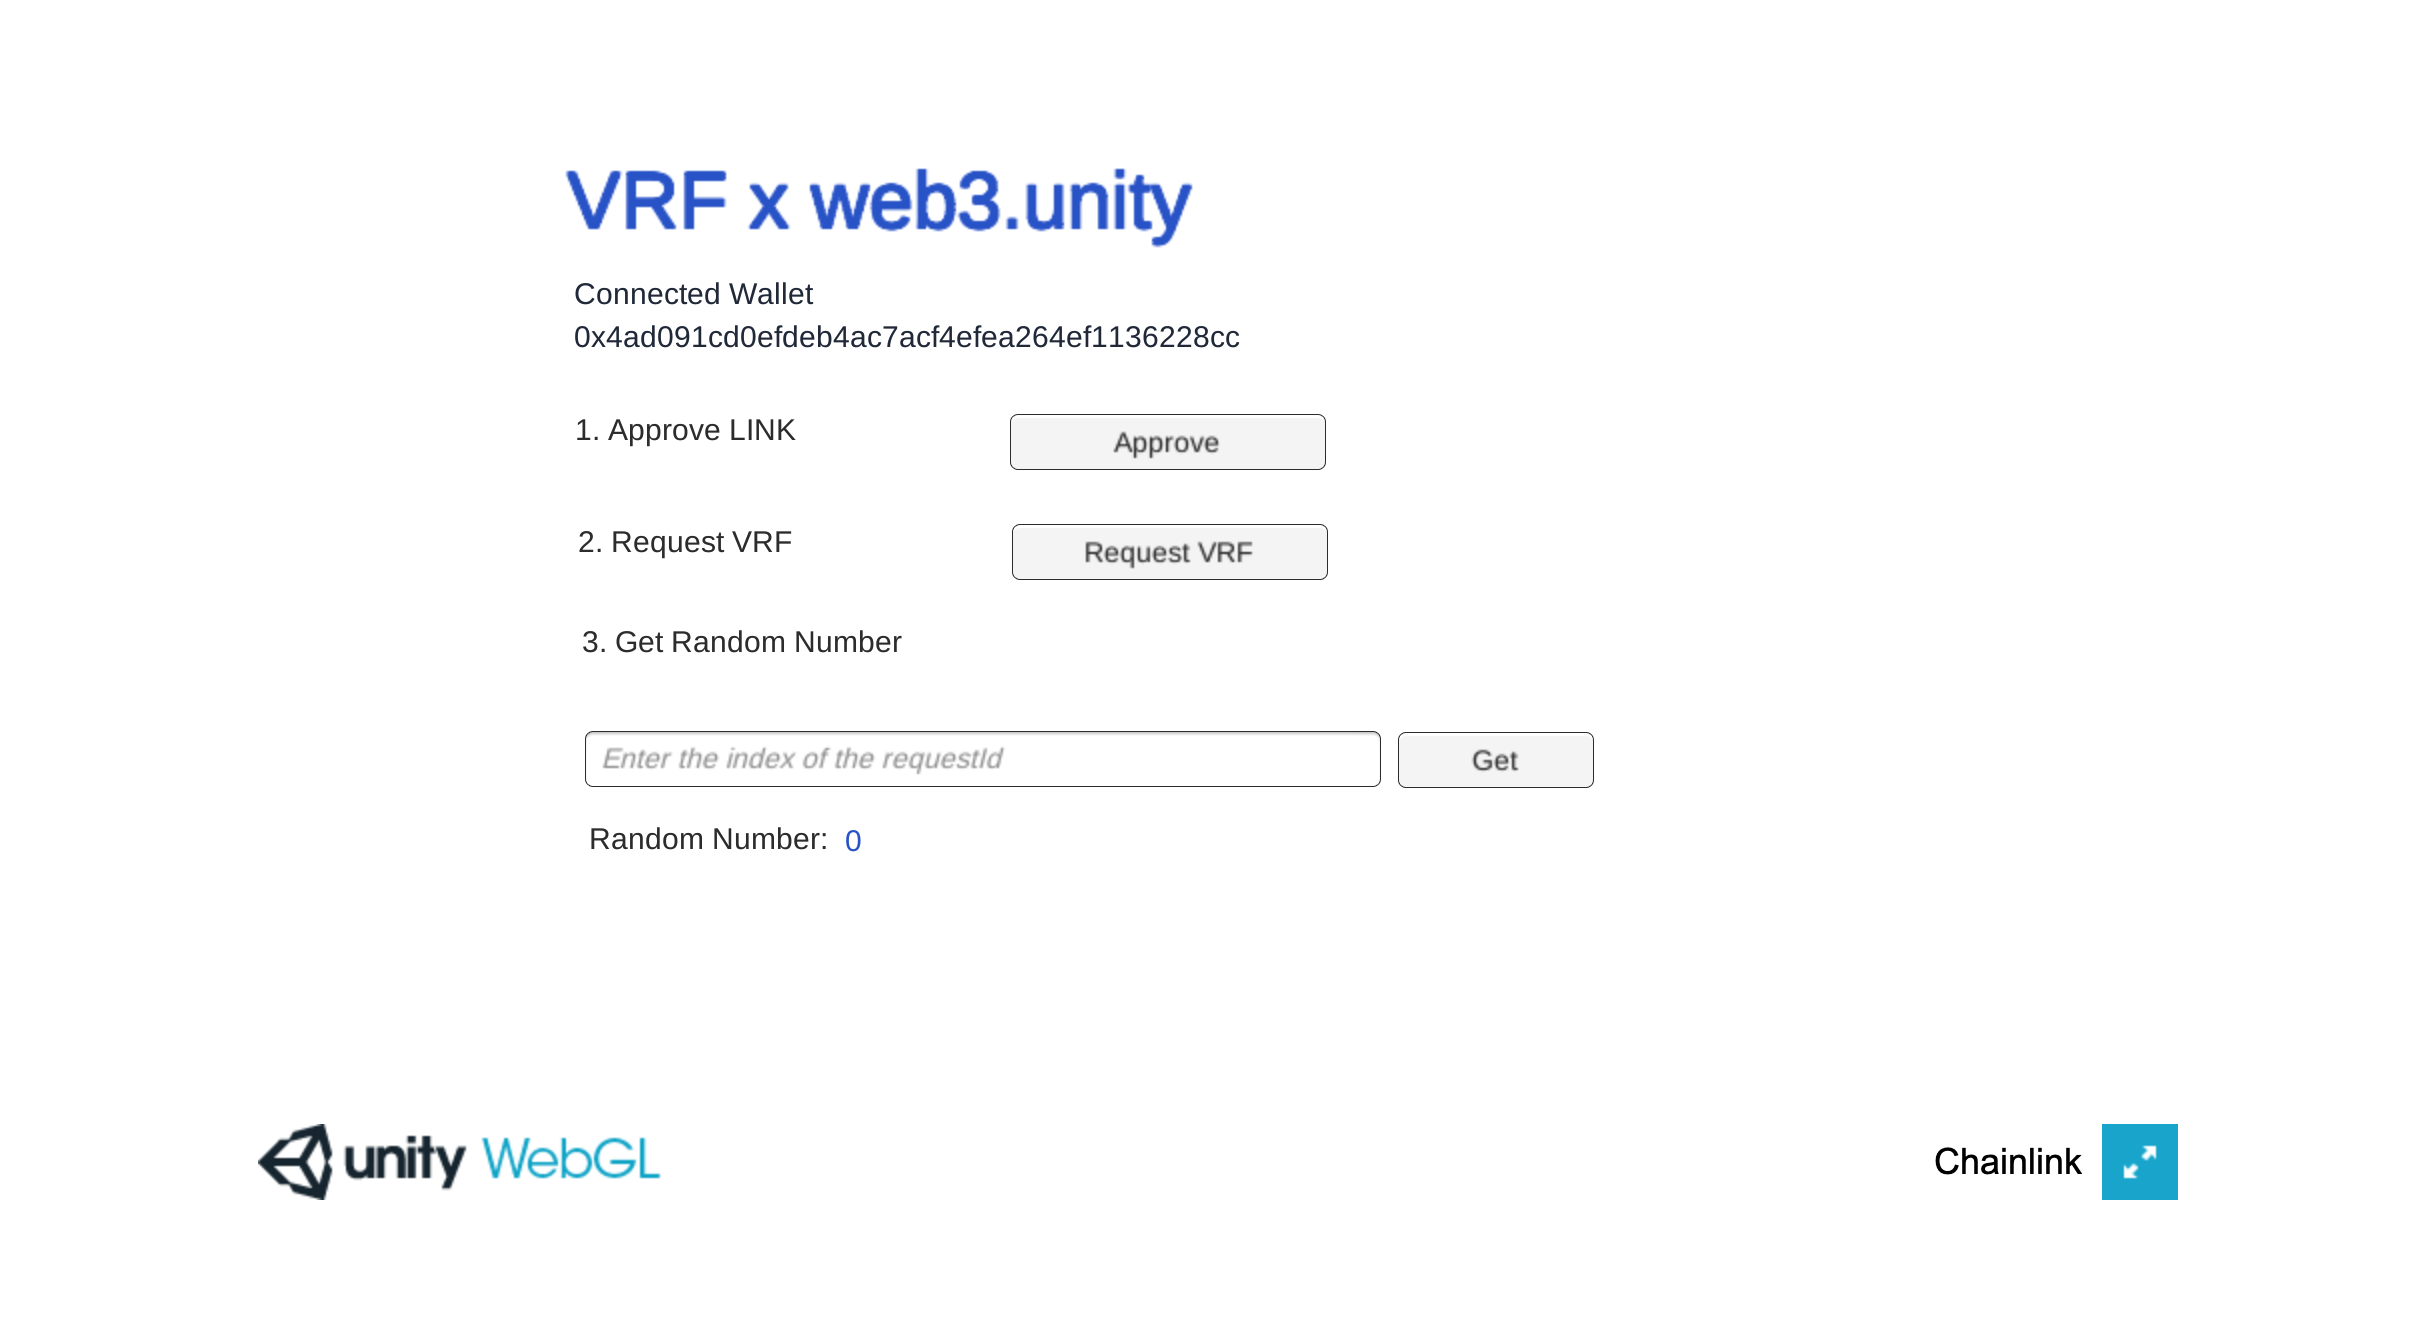 VRF x web3.unity
Connected Wallet
0x4ad091cd0efdeb4ac7acf4efea264ef1136228cc
1. Approve LINK
Approve
2. Request VRF
Request VRF
3. Get Random Number
Enter the index of the requestId
Get
Random Number: 0
unity WebGL
Chainlink